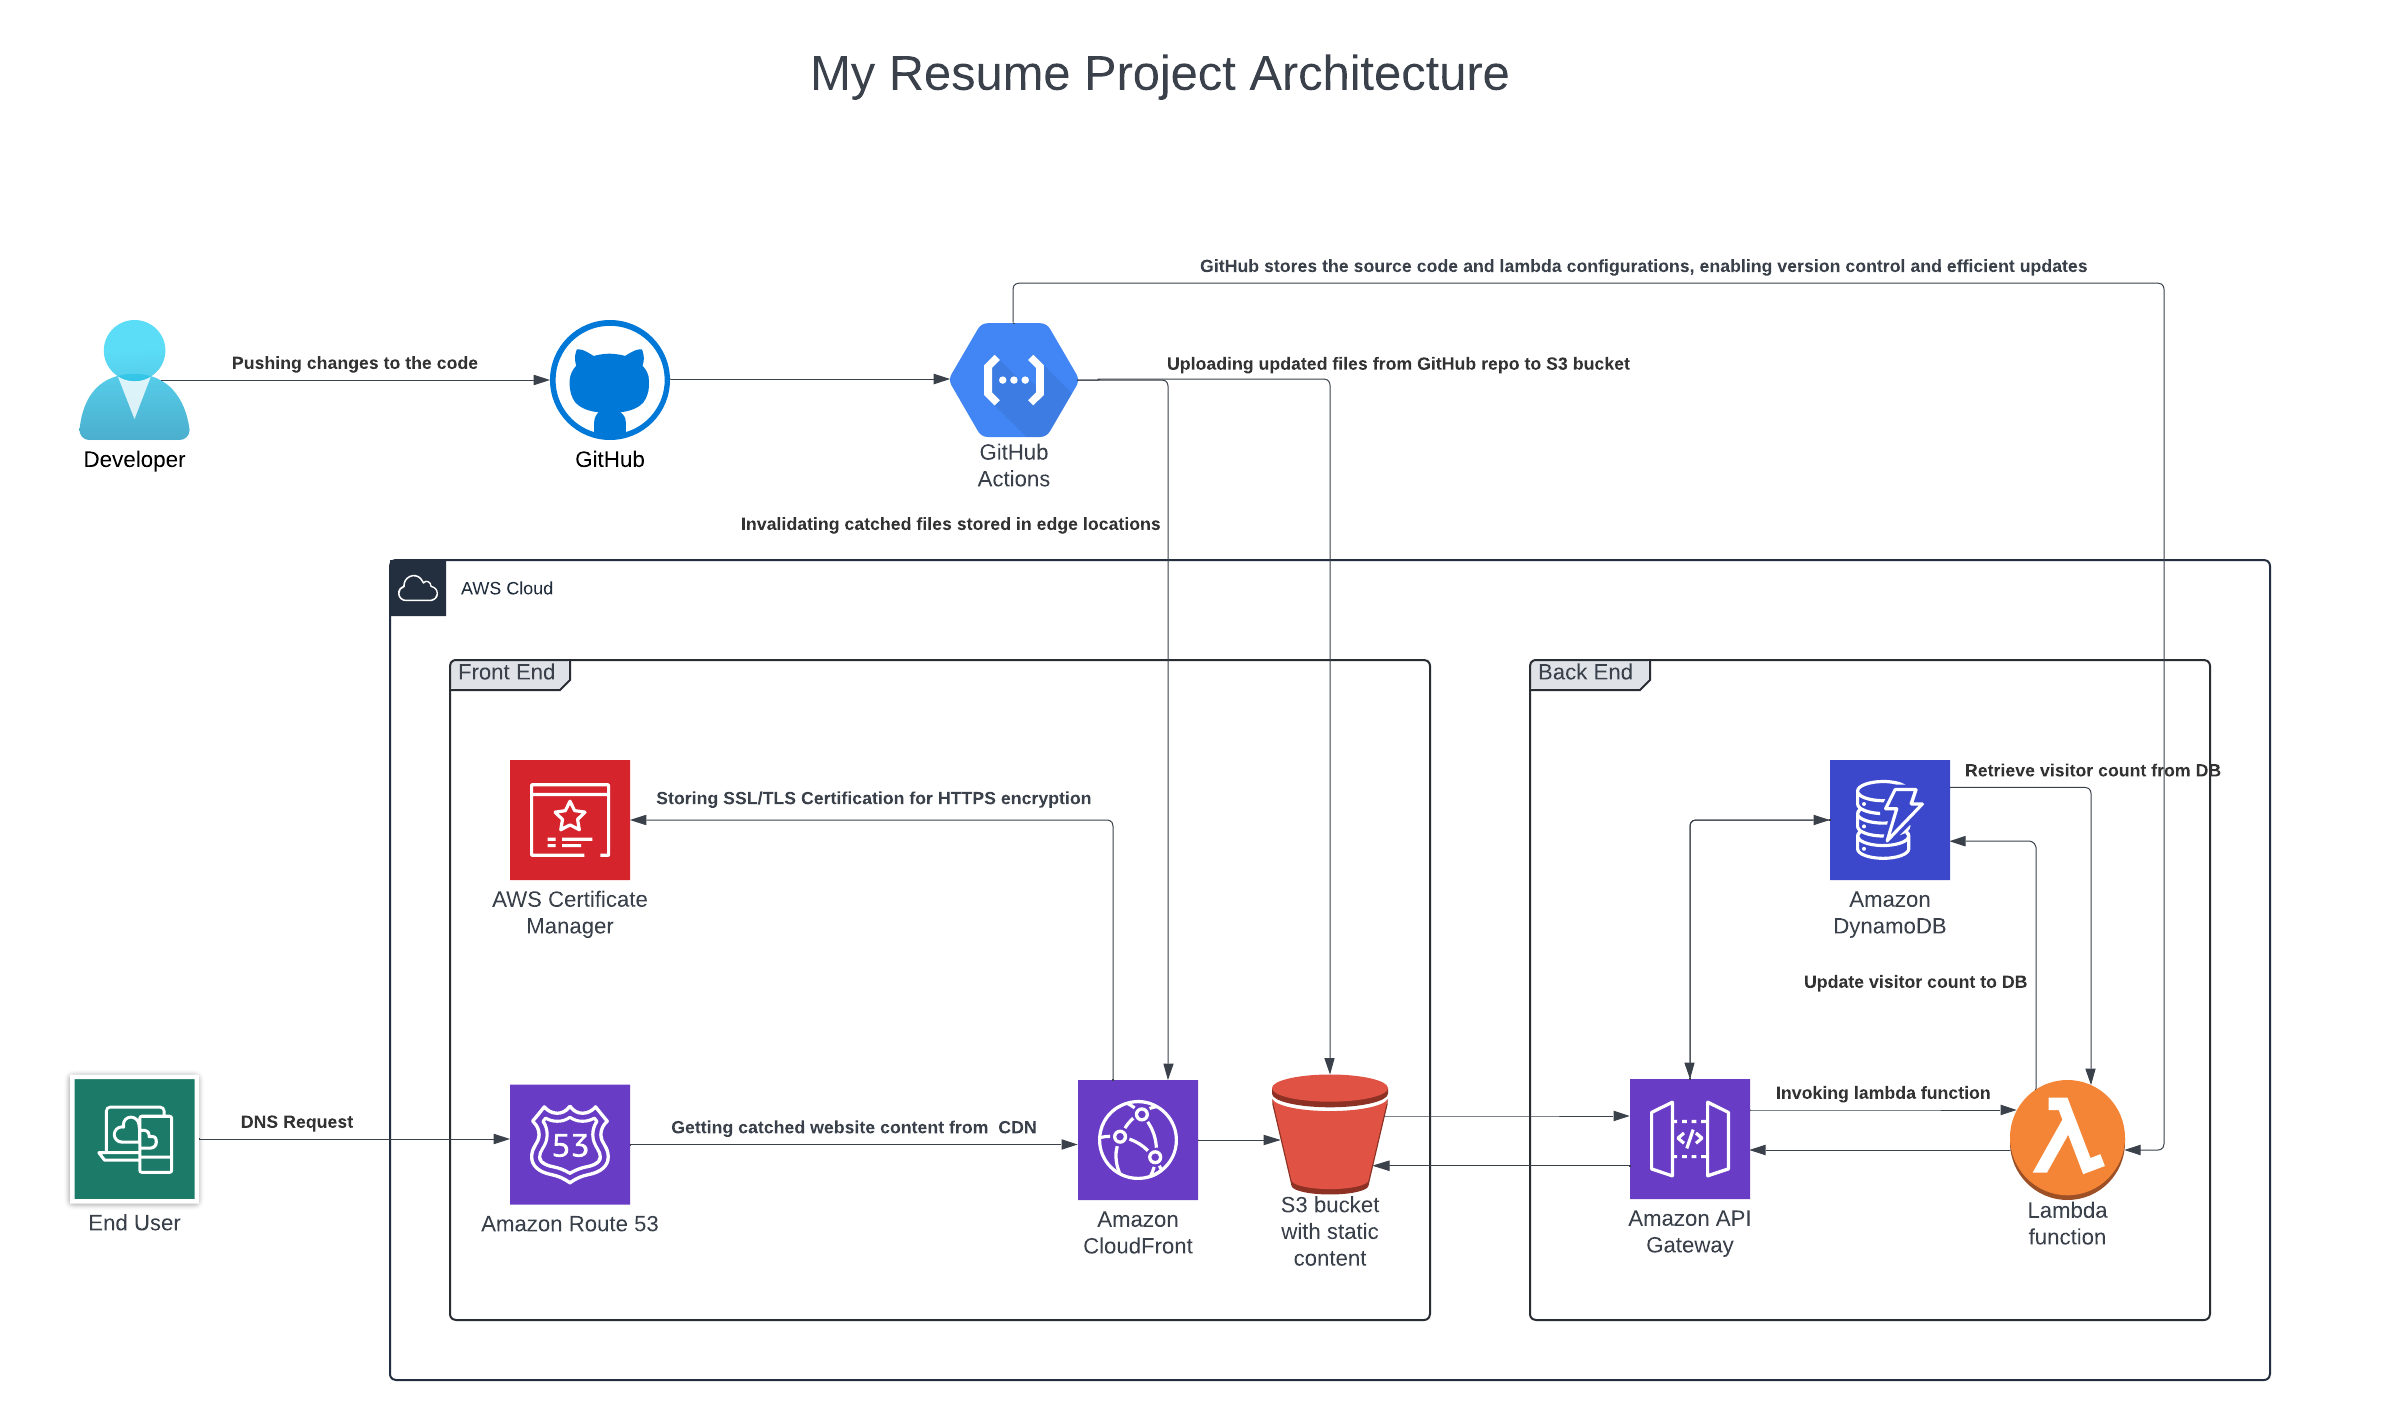 My Resume Project Architecture
GitHub stores the source code and lambda configurations, enabling version control and efficient updates
Pushing changes to the code
Uploading updated files from GitHub repo to S3 bucket
Developer
GitHub
GitHub
Actions
Invalidating catched files stored in edge locations
AWS Cloud
Front End
Back End
Storing SSL/TLS Certification for HTTPS encryption
Retrieve visitor count from DB
AWS Certificate
Manager
Amazon
DynamoDB
Update visitor count to DB
DNS Request
53
Getting catched website content from CDN
Invoking lambda function
</>
End User
Amazon Route 53
Amazon
CloudFront
S3 bucket
with static
content
Amazon API
Gateway
Lambda
function